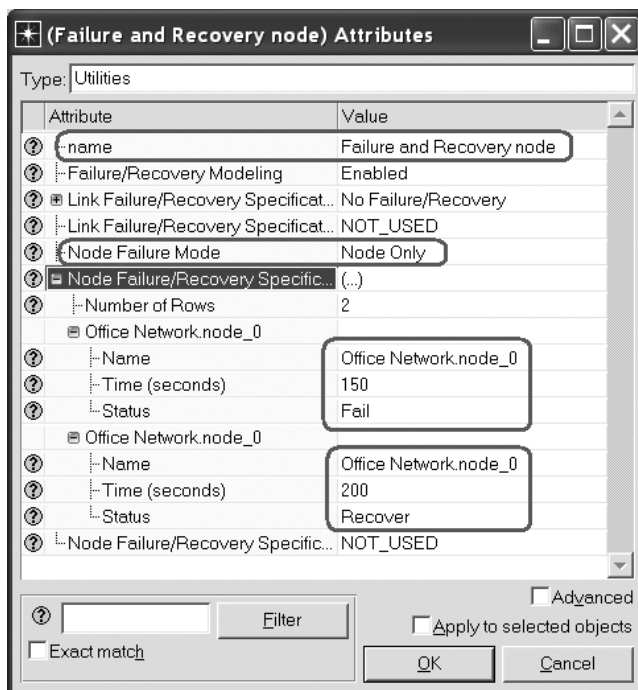 (Failure and Recovery node) Attributes
Type: Utilities
Attribute Value
name Failure and Recovery node
Failure/Recovery Modeling Enabled
Link Failure/Recovery Specificat... No Failure/Recovery
Link Failure/Recovery Specificat... NOT_USED
Node Failure Mode Node Only
Node Failure/Recovery Specific... (...)
Number of Rows 2
Office Network.node_0
Name Office Network.node_0
Time (seconds) 150
Status Fail
Office Network.node_0
Name Office Network.node_0
Time (seconds) 200
Status Recover
Node Failure/Recovery Specific... NOT_USED
Advanced
Filter
Apply to selected objects
Exact match
OK Cancel